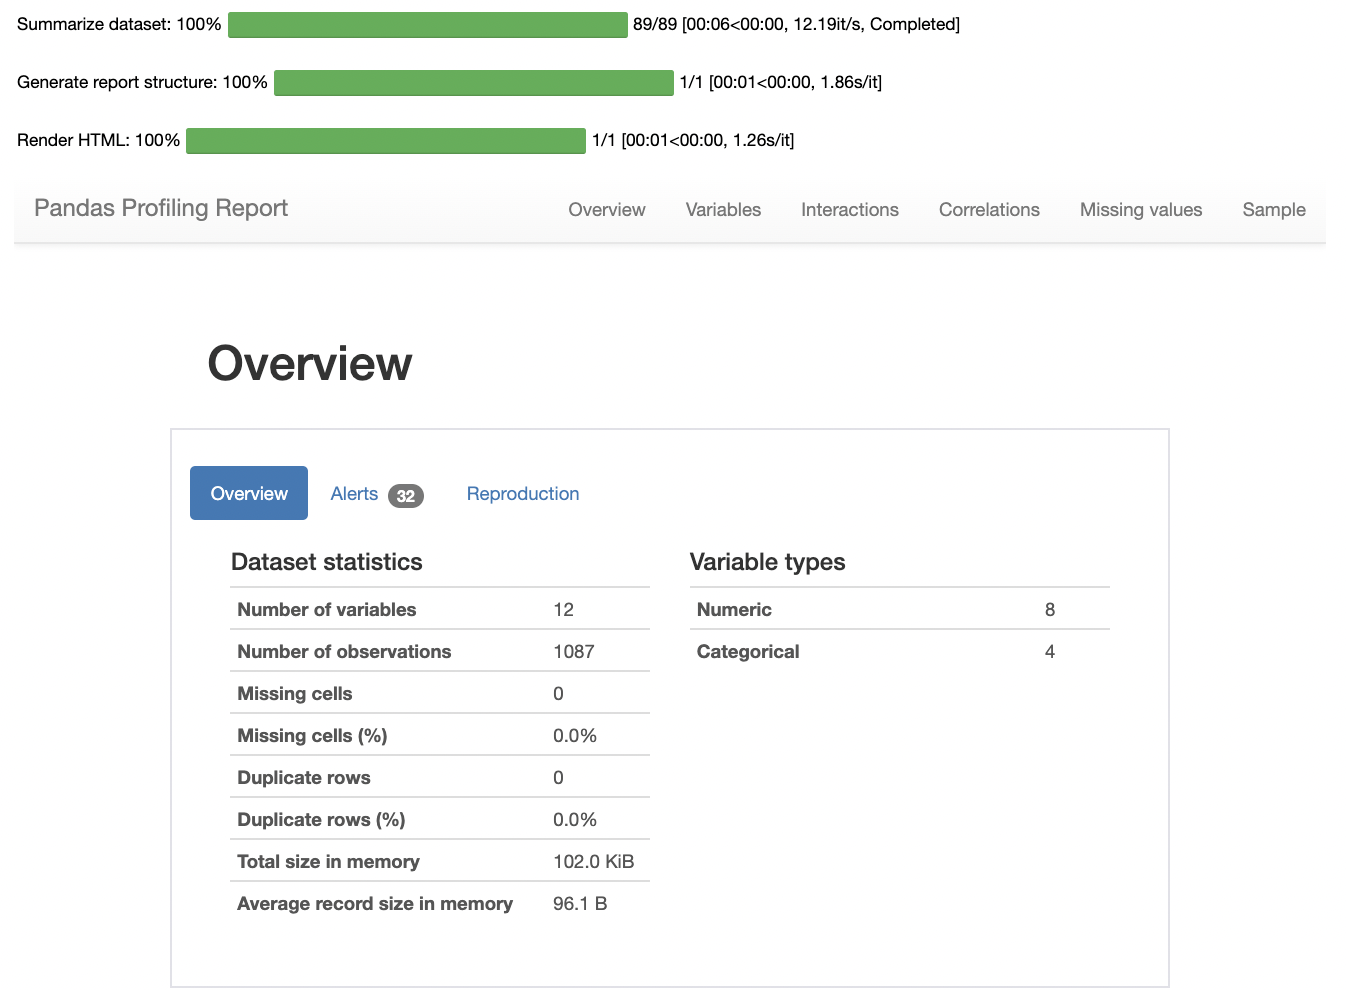 Summarize dataset: 100% 89/89 [00:06<00:00, 12.19it/s, Completed]
Generate report structure: 100% 1/1 [00:01<00:00, 1.86s/it]
Render HTML: 100% 1/1 [00:01<00:00, 1.26s/it]
Pandas Profiling Report Overview Variables Interactions Correlations Missing values Sample
Overview
Overview Alerts 32 Reproduction
Dataset statistics
Number of variables 12
Number of observations 1087
Missing cells 0
Missing cells (%) 0.0%
Duplicate rows 0
Duplicate rows (%) 0.0%
Total size in memory 102.0 KiB
Average record size in memory 96.1 B
Variable types
Numeric 8
Categorical 4